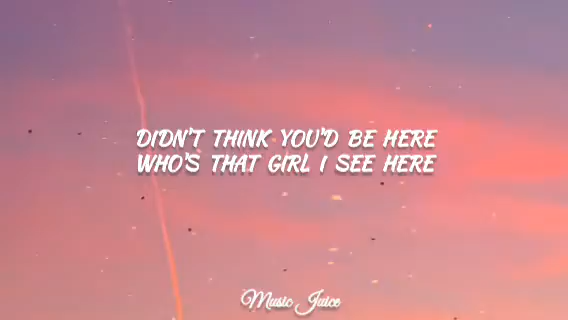 DIDN'T THINK YOU'D BE HERE
WHO'S THAT GIRL I SEE HERE
Music Juice